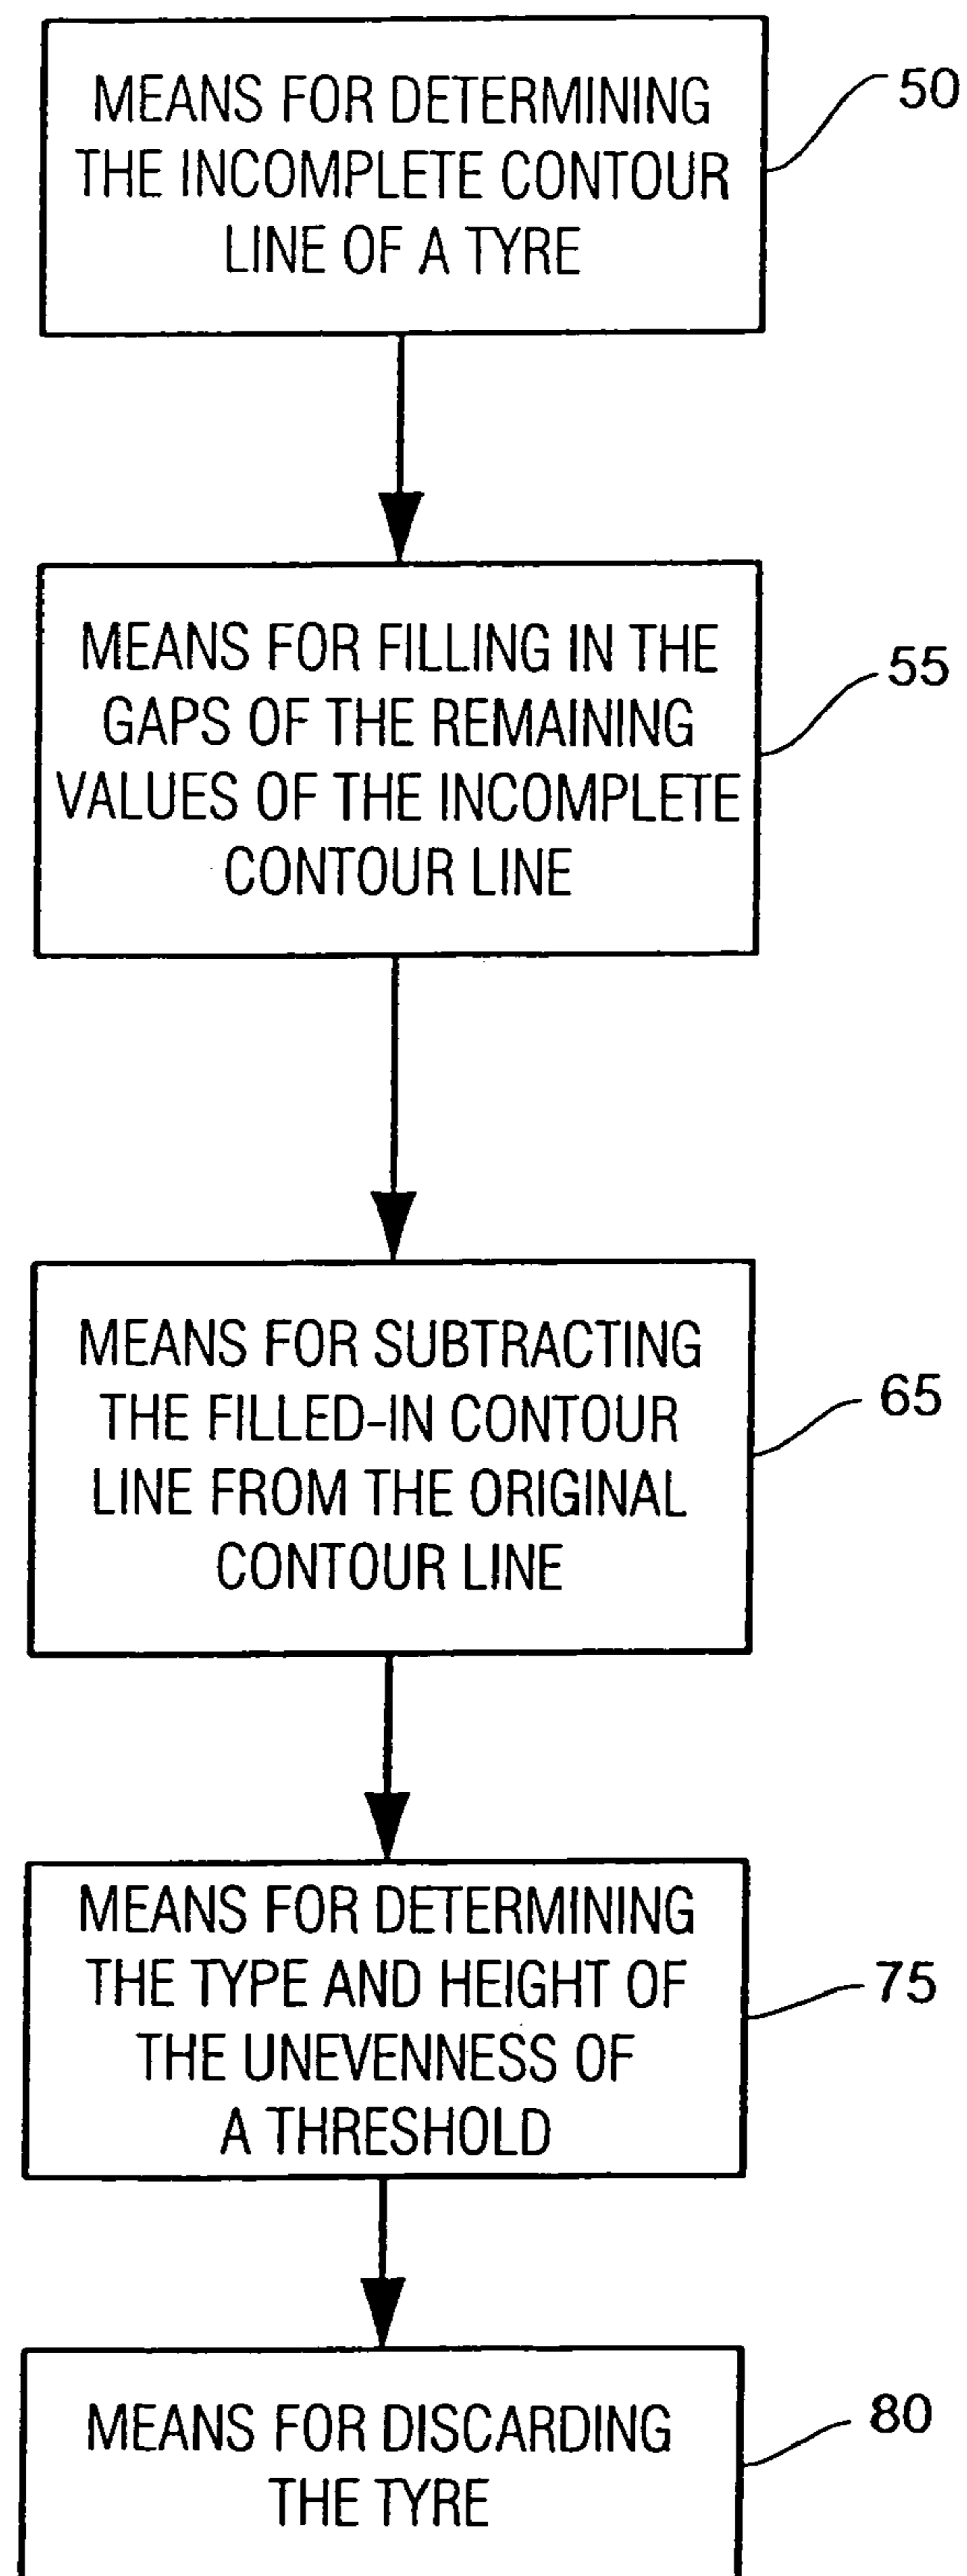 MEANS FOR DETERMINING
THE INCOMPLETE CONTOUR
LINE OF A TYRE
50
MEANS FOR FILLING IN THE
GAPS OF THE REMAINING
VALUES OF THE INCOMPLETE
CONTOUR LINE
55
MEANS FOR SUBTRACTING
THE FILLED-IN CONTOUR
LINE FROM THE ORIGINAL
CONTOUR LINE
65
MEANS FOR DETERMINING
THE TYPE AND HEIGHT OF
THE UNEVENNESS OF
A THRESHOLD
75
MEANS FOR DISCARDING
THE TYRE
80